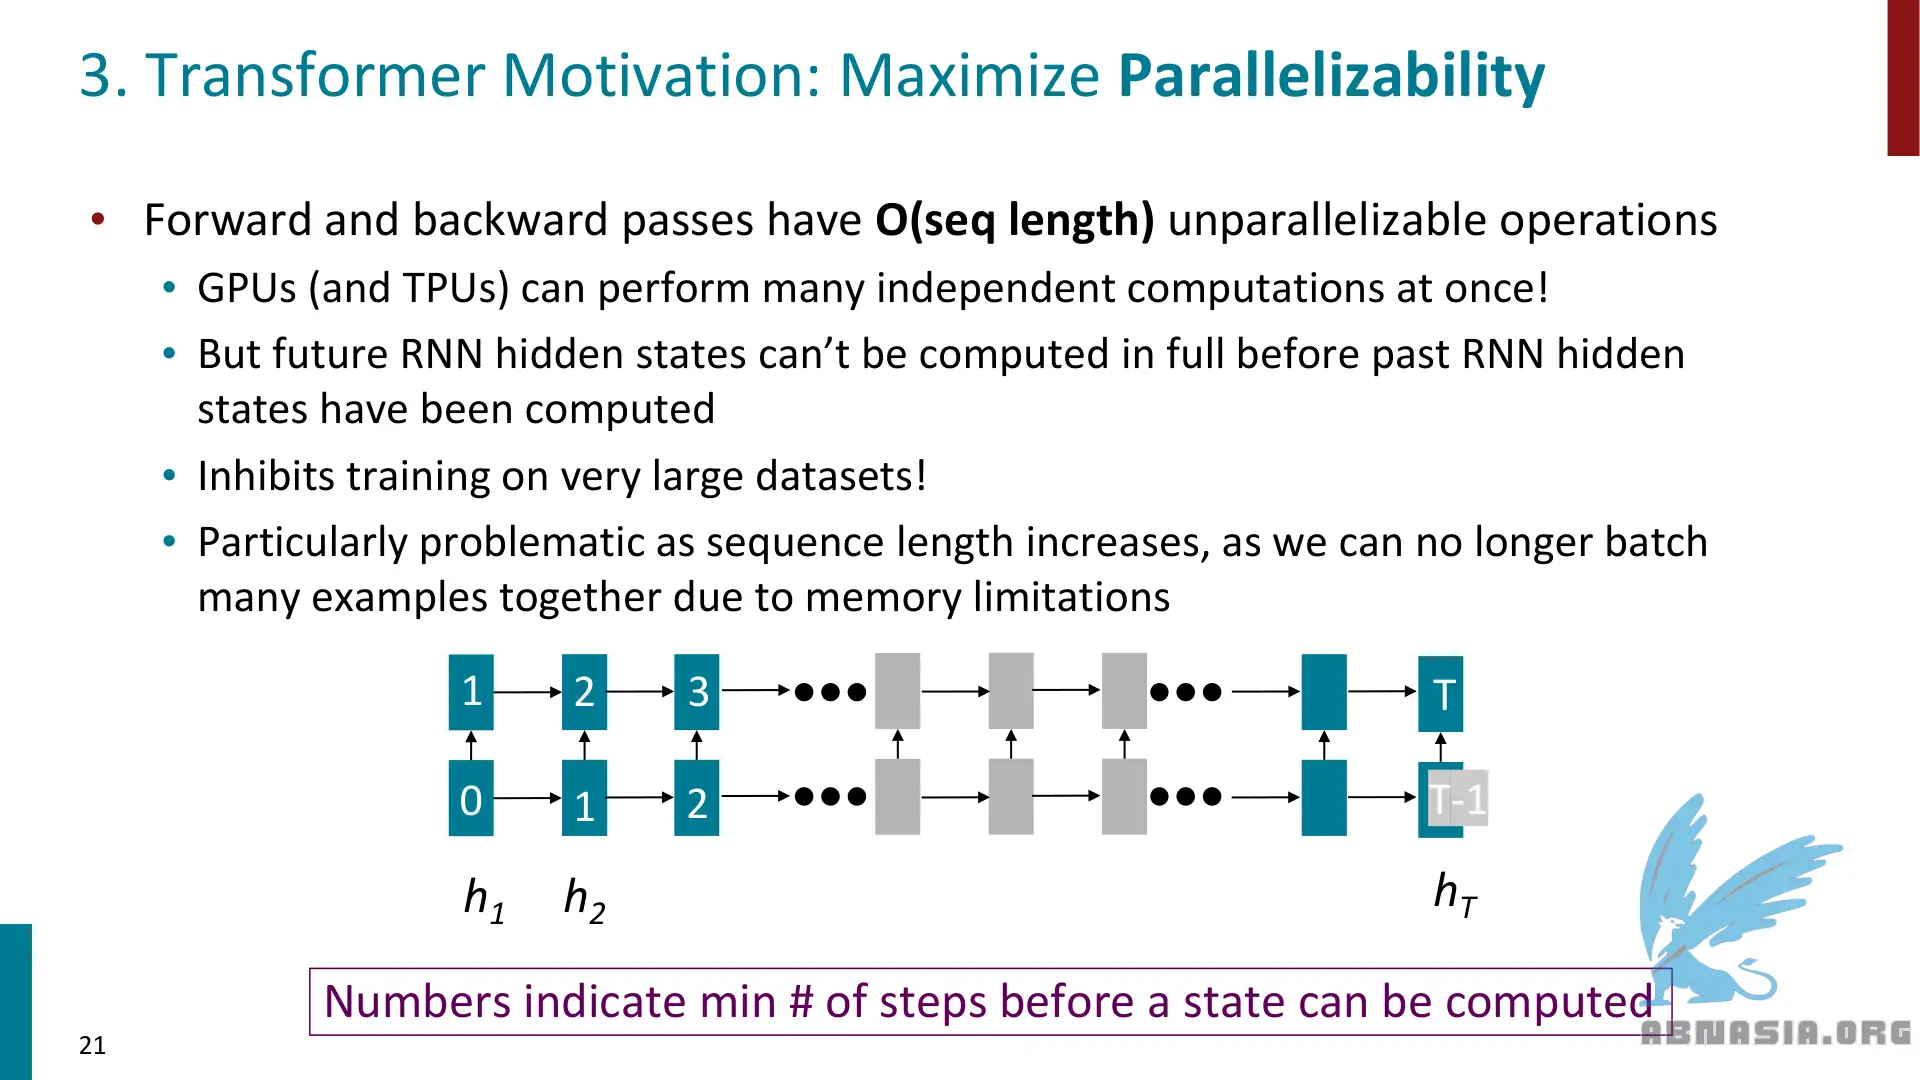 3. Transformer Motivation: Maximize Parallelizability
• Forward and backward passes have O(seq length) unparallelizable operations
• GPUs (and TPUs) can perform many independent computations at once!
• But future RNN hidden states can’t be computed in full before past RNN hidden
states have been computed
• Inhibits training on very large datasets!
• Particularly problematic as sequence length increases, as we can no longer batch
many examples together due to memory limitations
1 2 3 T
0 1 2 T-1
h1 h2 hT
Numbers indicate min # of steps before a state can be computed
21
ABNASIA.ORG